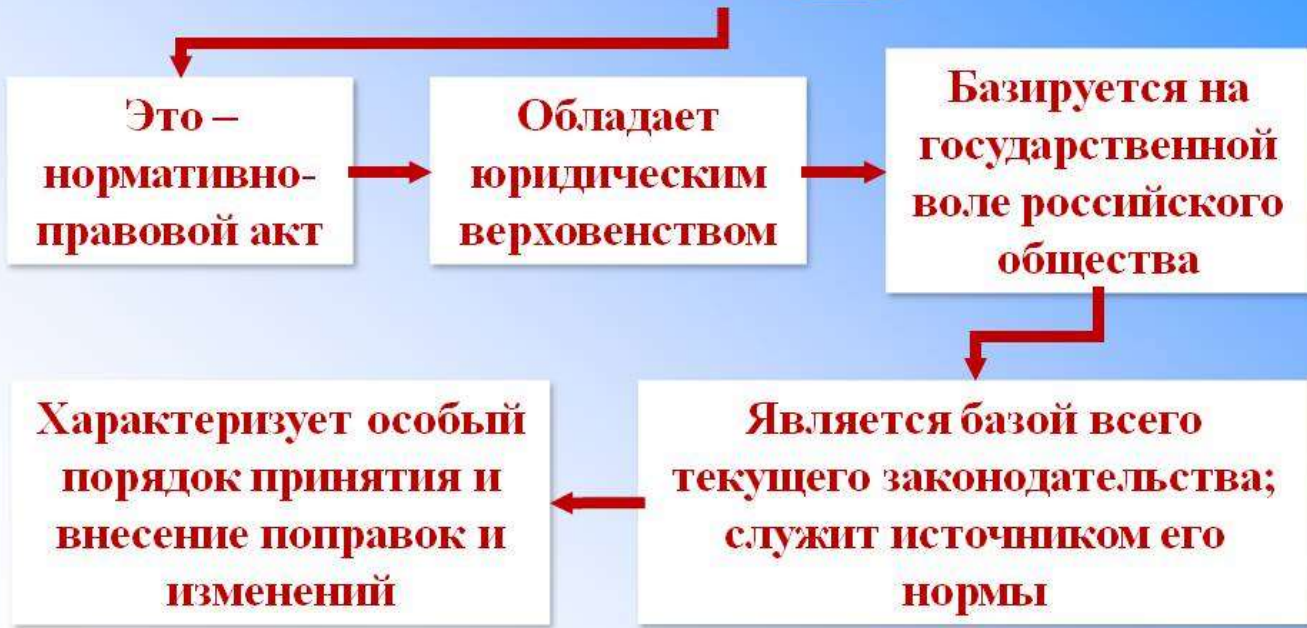 Это –
нормативно-
правовой акт
Обладает
юридическим
верховенством
Базируется на
государственной
воле российского
общества
Является базой всего
текущего законодательства;
служит источником его
нормы
Характеризует особый
порядок принятия и
внесение поправок и
изменений